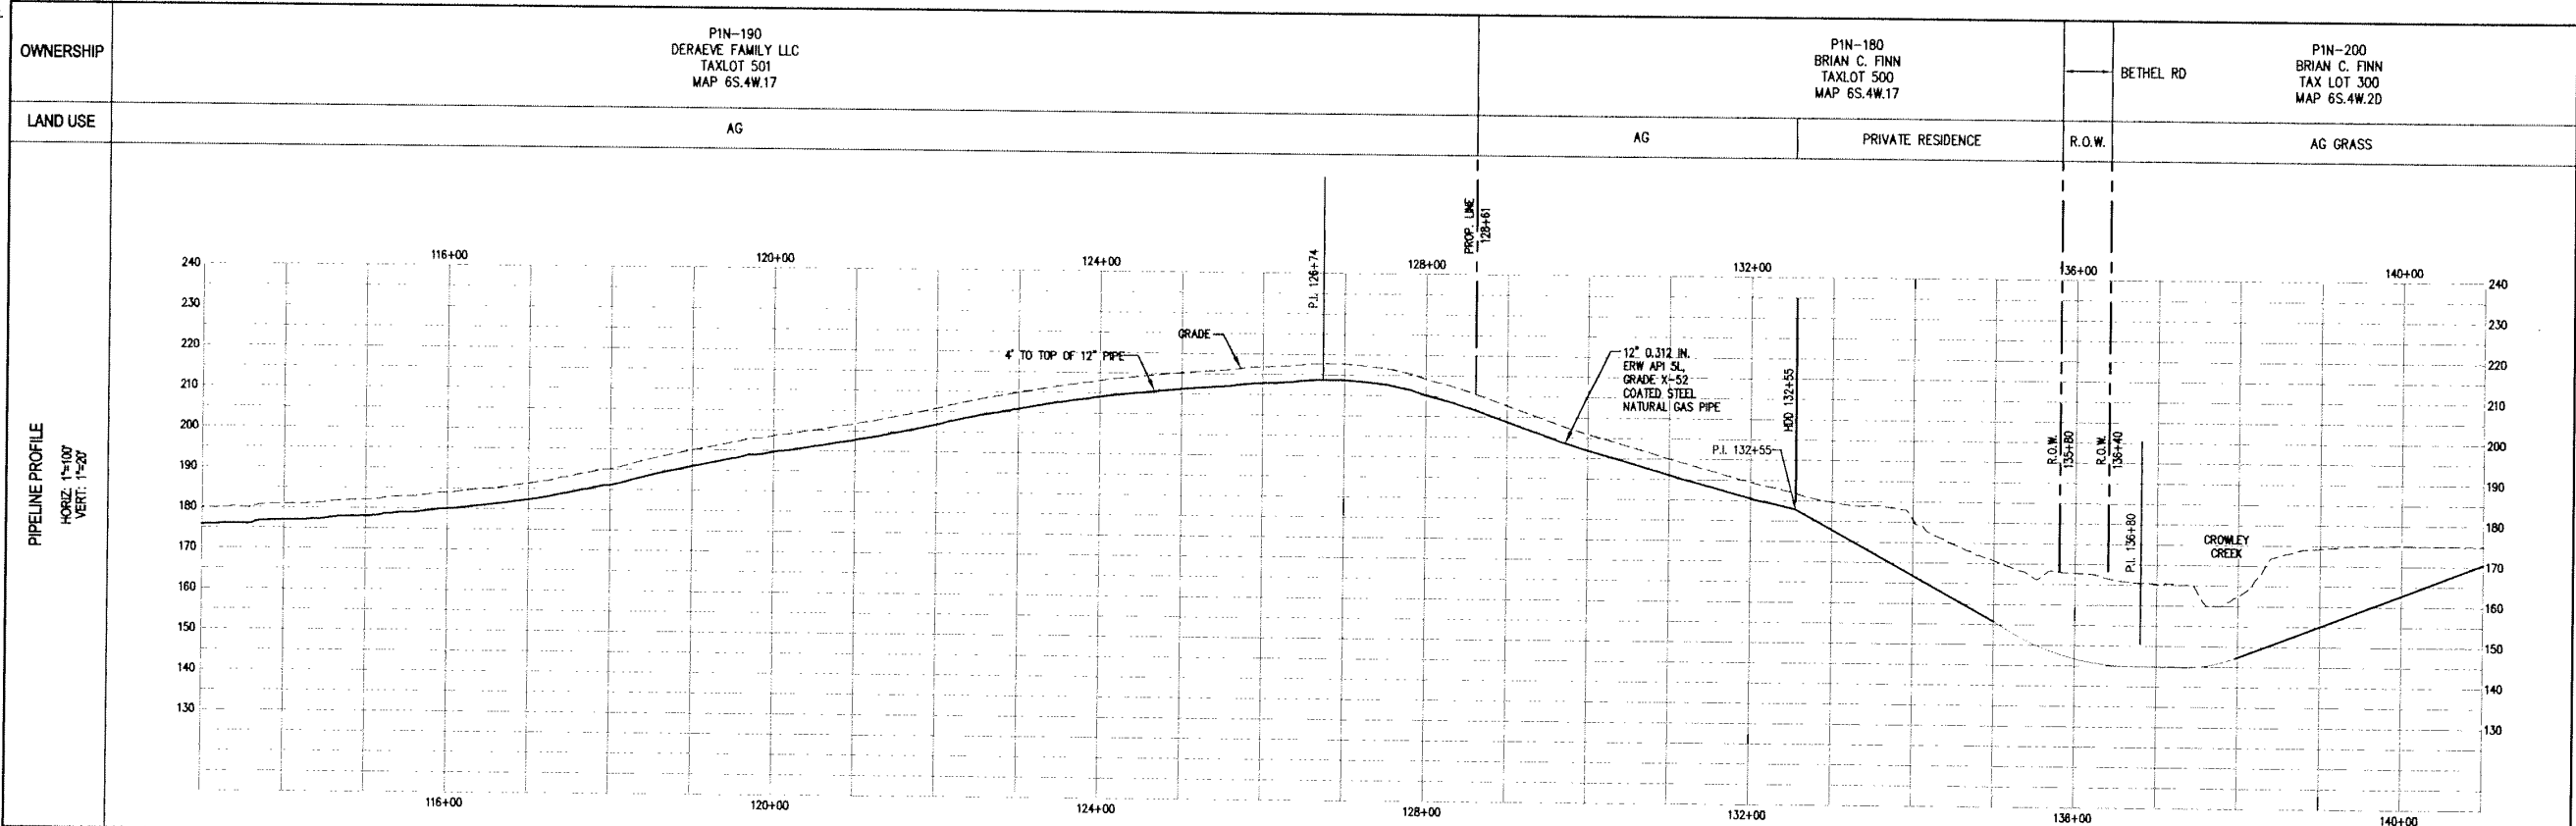 OWNERSHIP
P1N-190
DERAEVE FAMILY LLC
TAXLOT 501
MAP 6S.4W.17
P1N-180
BRIAN C. FINN
TAXLOT 500
MAP 6S.4W.17
BETHEL RD
P1N-200
BRIAN C. FINN
TAX LOT 300
MAP 6S.4W.20
LAND USE
AG
AG
PRIVATE RESIDENCE
R.O.W.
AG GRASS
PIPELINE PROFILE
HORIZ: 1"=100'
VERT: 1"=20'
116+00
120+00
124+00
128+00
132+00
136+00
140+00
240
230
220
210
200
190
180
170
160
150
140
130
P.I. 126+74
PROP. LINE
128+61
GRADE
4' TO TOP OF 12" PIPE
12" 0.312 IN.
ERW API 5L,
GRADE X-52
COATED STEEL
NATURAL GAS PIPE
HDD 132+55
P.I. 132+55
R.O.W.
135+80
R.O.W.
136+40
P.I. 136+80
CROWLEY
CREEK
240
230
220
210
200
190
180
170
160
150
140
130
116+00
120+00
124+00
128+00
132+00
136+00
140+00